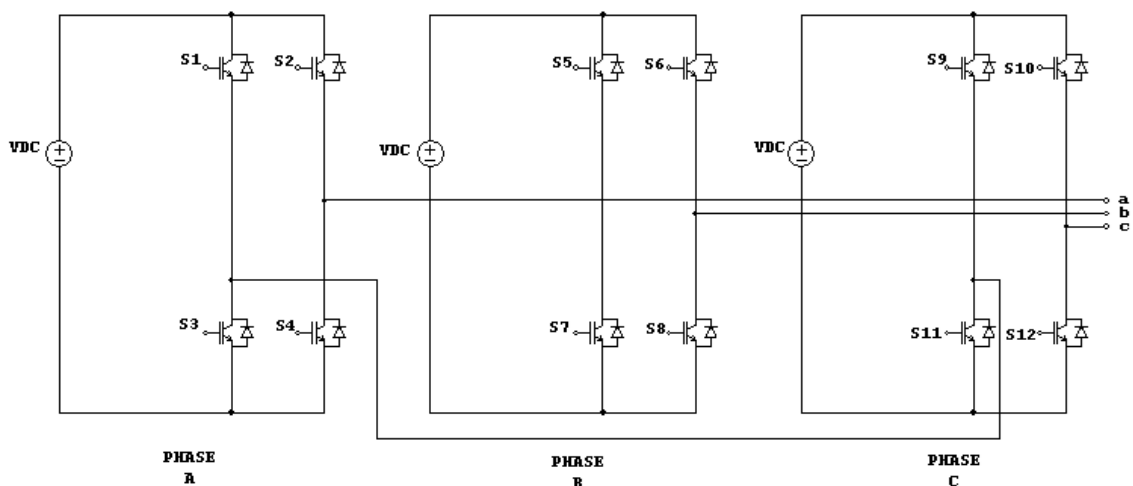 S1 S2 S5 S6 S9 S10
VDC VDC VDC
a
b
c
S3 S4 S7 S8 S11 S12
PHASE PHASE PHASE
A B C